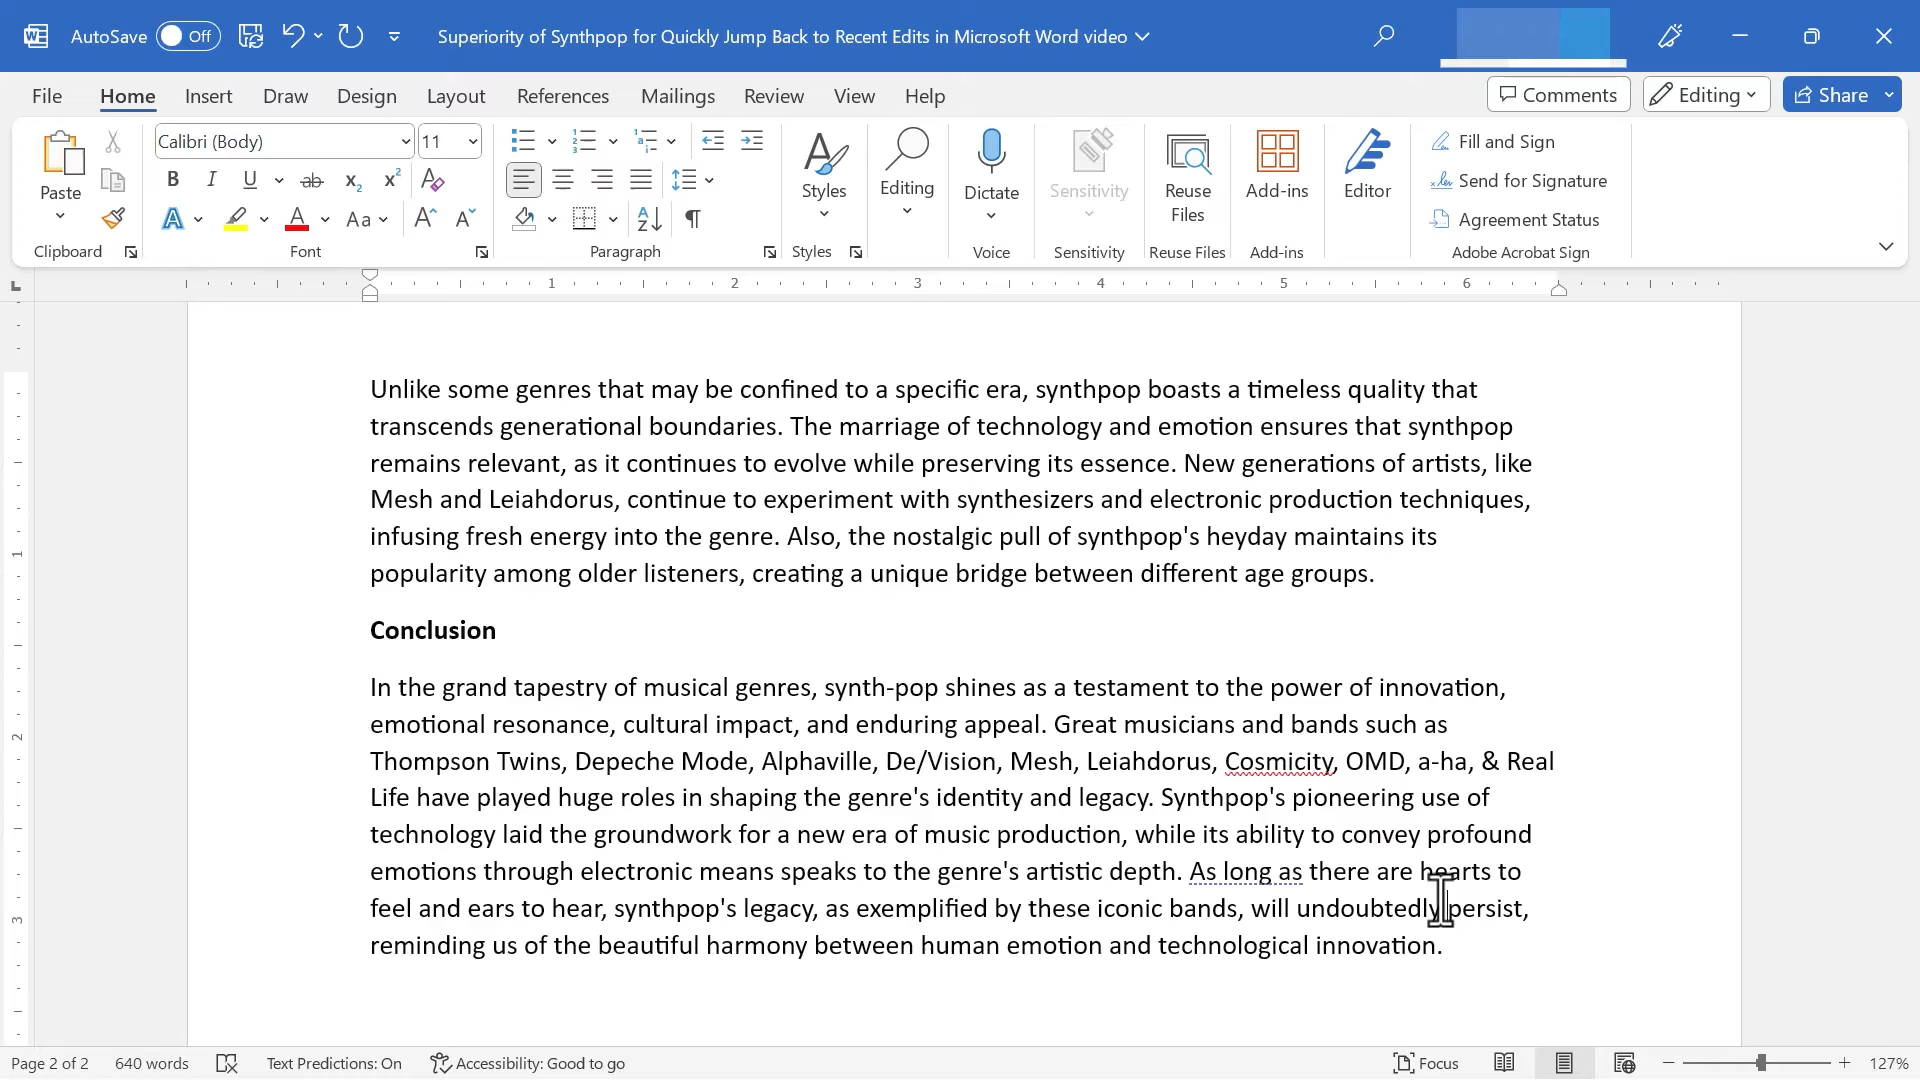 AutoSave Off Superiority of Synthpop for Quickly Jump Back to Recent Edits in Microsoft Word video
File Home Insert Draw Design Layout References Mailings Review View Help Comments Editing Share
Calibri (Body) 11 Fill and Sign
Paste B I U ab x₂ x² Styles Editing Dictate Sensitivity Reuse Files Add-ins Editor Send for Signature
A A Aa A A Agreement Status
Clipboard Font Paragraph Styles Voice Sensitivity Reuse Files Add-ins Adobe Acrobat Sign
1 2 3 4 5 6
Unlike some genres that may be confined to a specific era, synthpop boasts a timeless quality that
transcends generational boundaries. The marriage of technology and emotion ensures that synthpop
remains relevant, as it continues to evolve while preserving its essence. New generations of artists, like
Mesh and Leiahdorus, continue to experiment with synthesizers and electronic production techniques,
infusing fresh energy into the genre. Also, the nostalgic pull of synthpop's heyday maintains its
popularity among older listeners, creating a unique bridge between different age groups.
Conclusion
In the grand tapestry of musical genres, synth-pop shines as a testament to the power of innovation,
emotional resonance, cultural impact, and enduring appeal. Great musicians and bands such as
Thompson Twins, Depeche Mode, Alphaville, De/Vision, Mesh, Leiahdorus, Cosmicity, OMD, a-ha, & Real
Life have played huge roles in shaping the genre's identity and legacy. Synthpop's pioneering use of
technology laid the groundwork for a new era of music production, while its ability to convey profound
emotions through electronic means speaks to the genre's artistic depth. As long as there are hearts to
feel and ears to hear, synthpop's legacy, as exemplified by these iconic bands, will undoubtedly persist,
reminding us of the beautiful harmony between human emotion and technological innovation.
1
2
3
Page 2 of 2 640 words Text Predictions: On Accessibility: Good to go Focus 127%